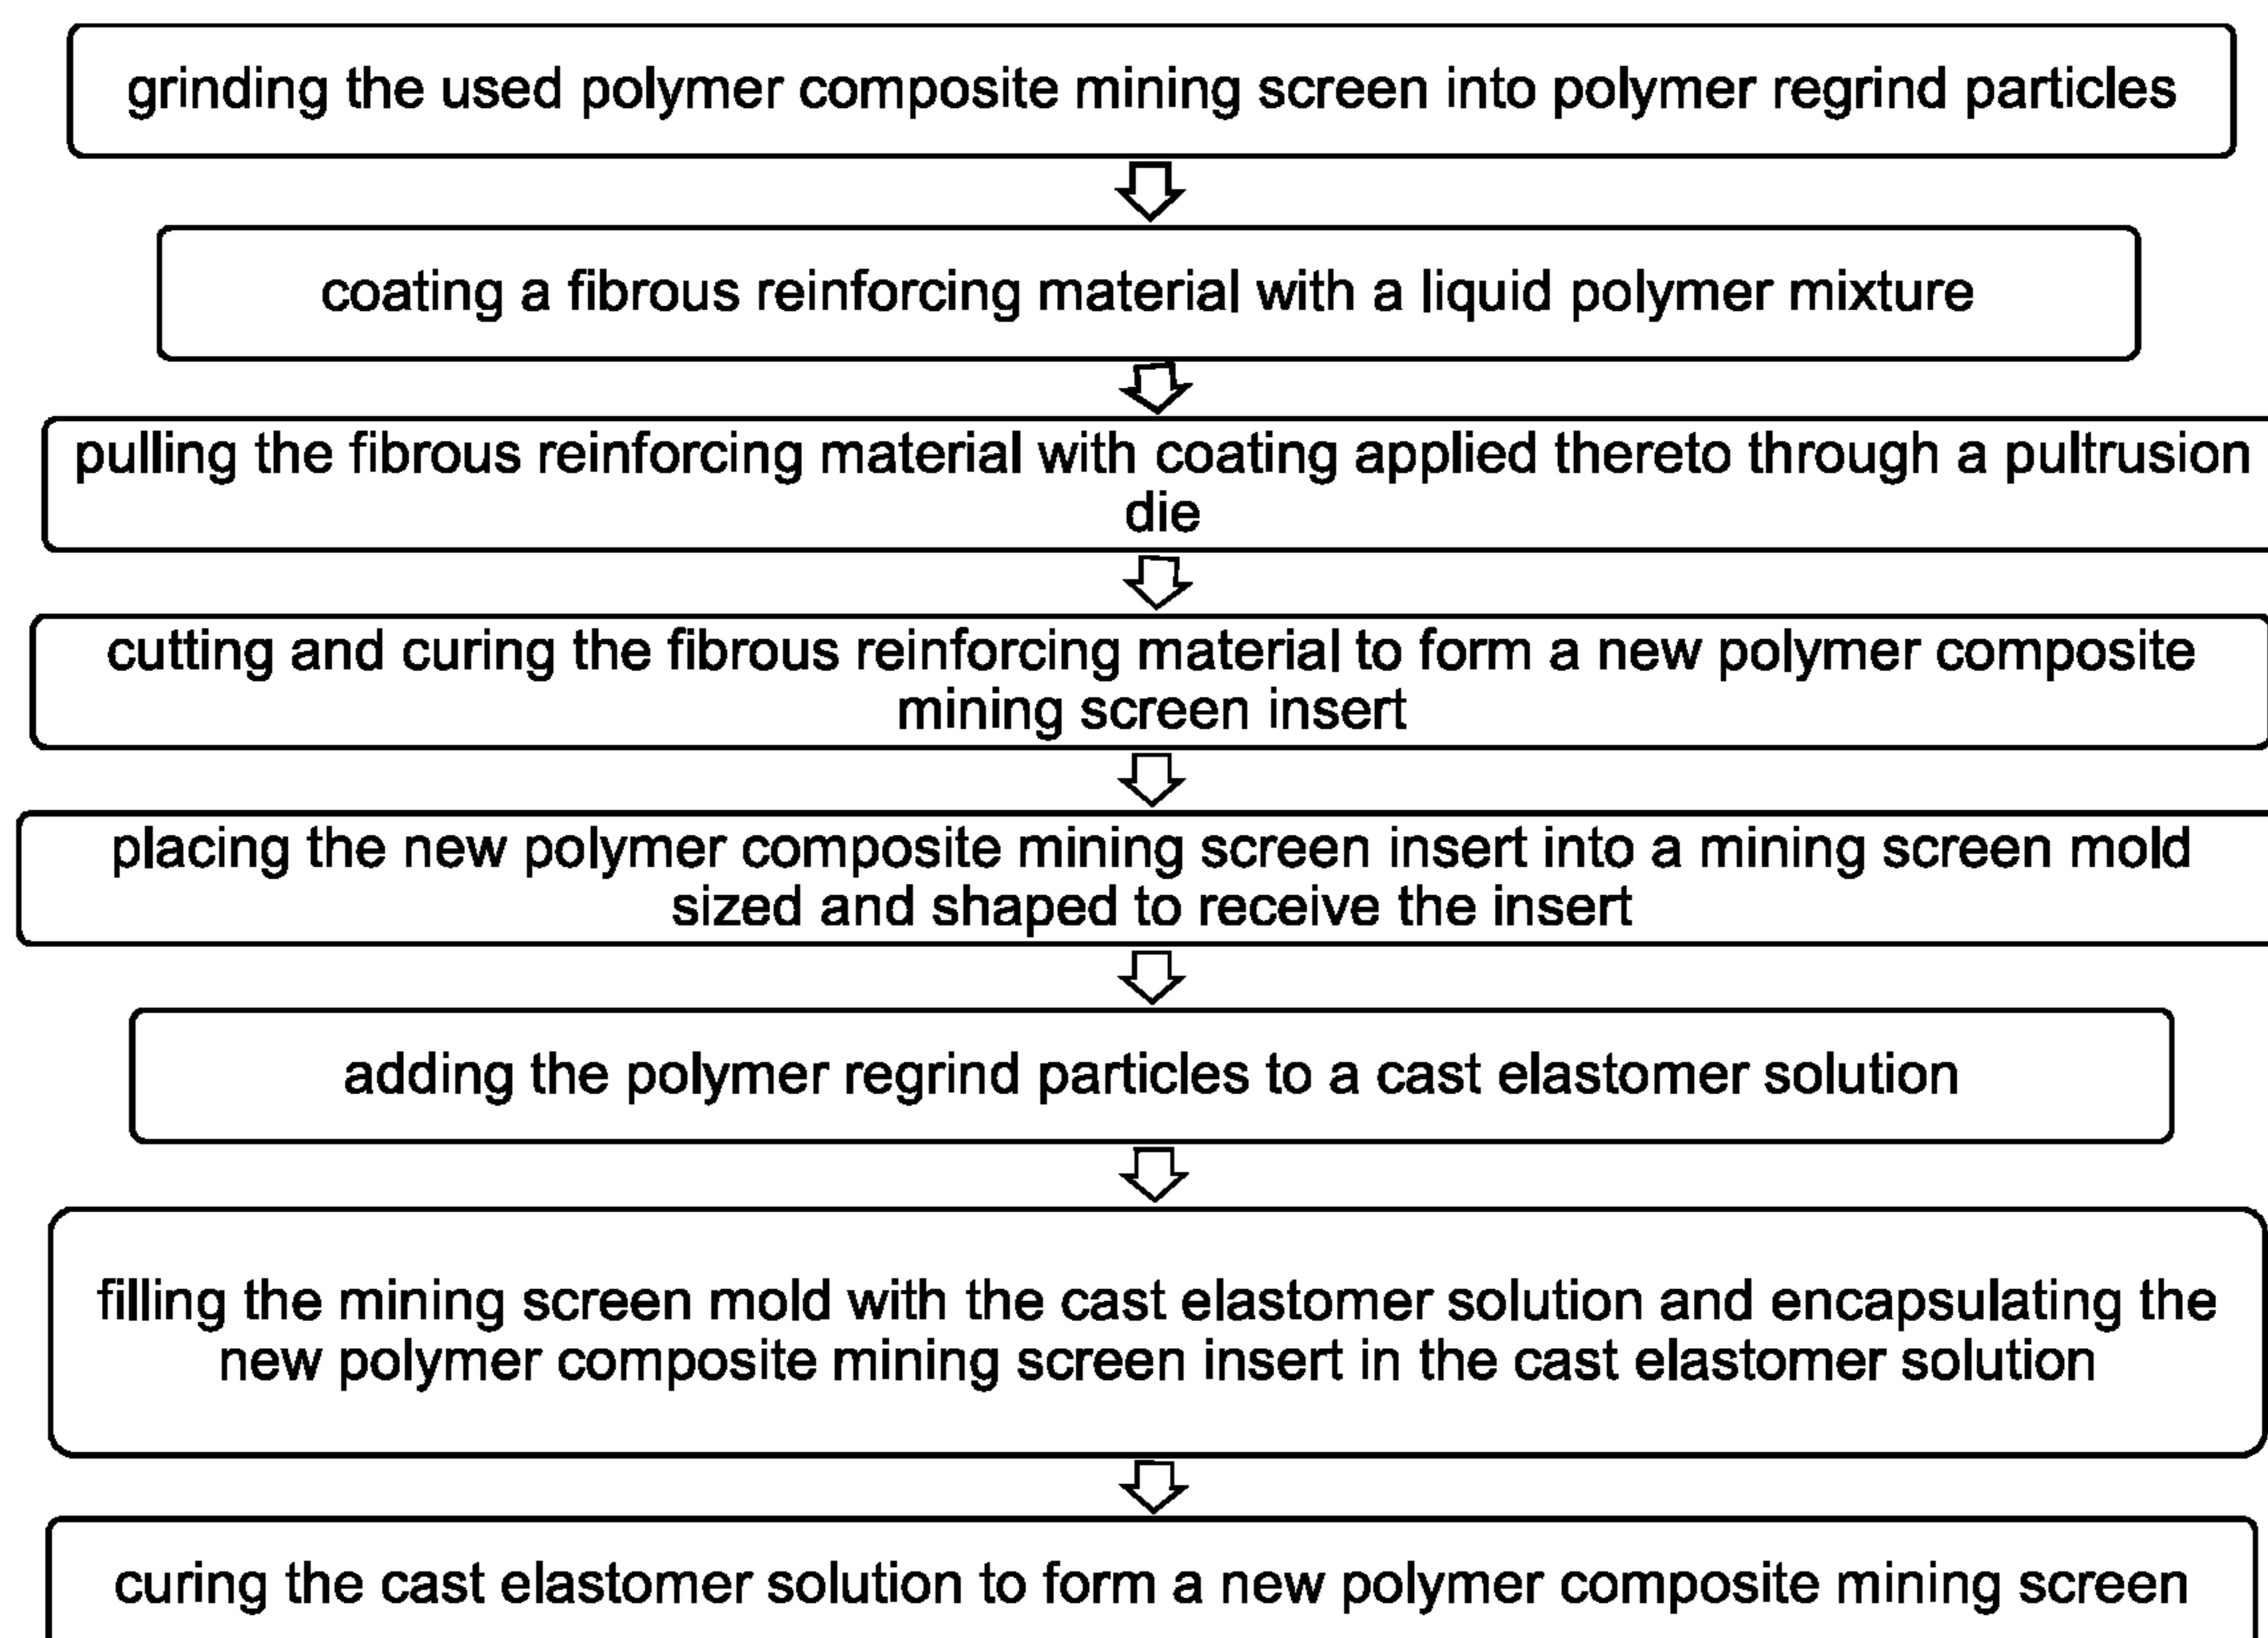 grinding the used polymer composite mining screen into polymer regrind particles
coating a fibrous reinforcing material with a liquid polymer mixture
pulling the fibrous reinforcing material with coating applied thereto through a pultrusion
die
cutting and curing the fibrous reinforcing material to form a new polymer composite
mining screen insert
placing the new polymer composite mining screen insert into a mining screen mold
sized and shaped to receive the insert
adding the polymer regrind particles to a cast elastomer solution
filling the mining screen mold with the cast elastomer solution and encapsulating the
new polymer composite mining screen insert in the cast elastomer solution
curing the cast elastomer solution to form a new polymer composite mining screen